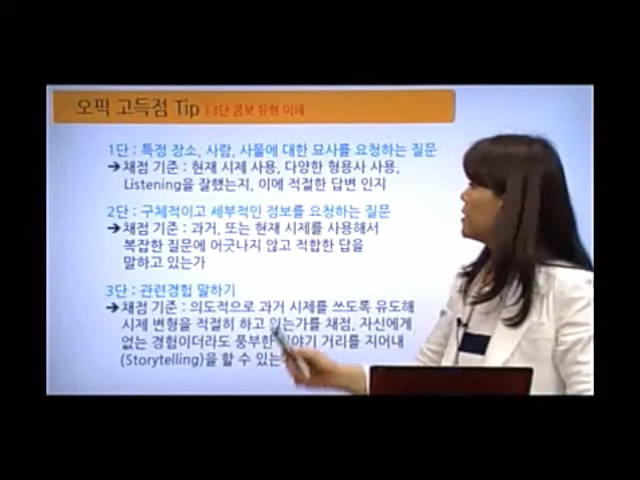 오픽 고득점 Tip | 3단 콤보 유형 이해
1단 : 특정 장소, 사람, 사물에 대한 묘사를 요청하는 질문
➔ 채점 기준 : 현재 시제 사용, 다양한 형용사 사용,
Listening을 잘했는지, 이에 적절한 답변 인지
2단 : 구체적이고 세부적인 정보를 요청하는 질문
➔ 채점 기준 : 과거, 또는 현재 시제를 사용해서
복잡한 질문에 어긋나지 않고 적합한 답을
말하고 있는가
3단 : 관련경험 말하기
➔ 채점 기준 : 의도적으로 과거 시제를 쓰도록 유도해
시제 변형을 적절히 하고 있는가를 채점, 자신에게
없는 경험이더라도 풍부한 이야기 거리를 지어내
(Storytelling)을 할 수 있는